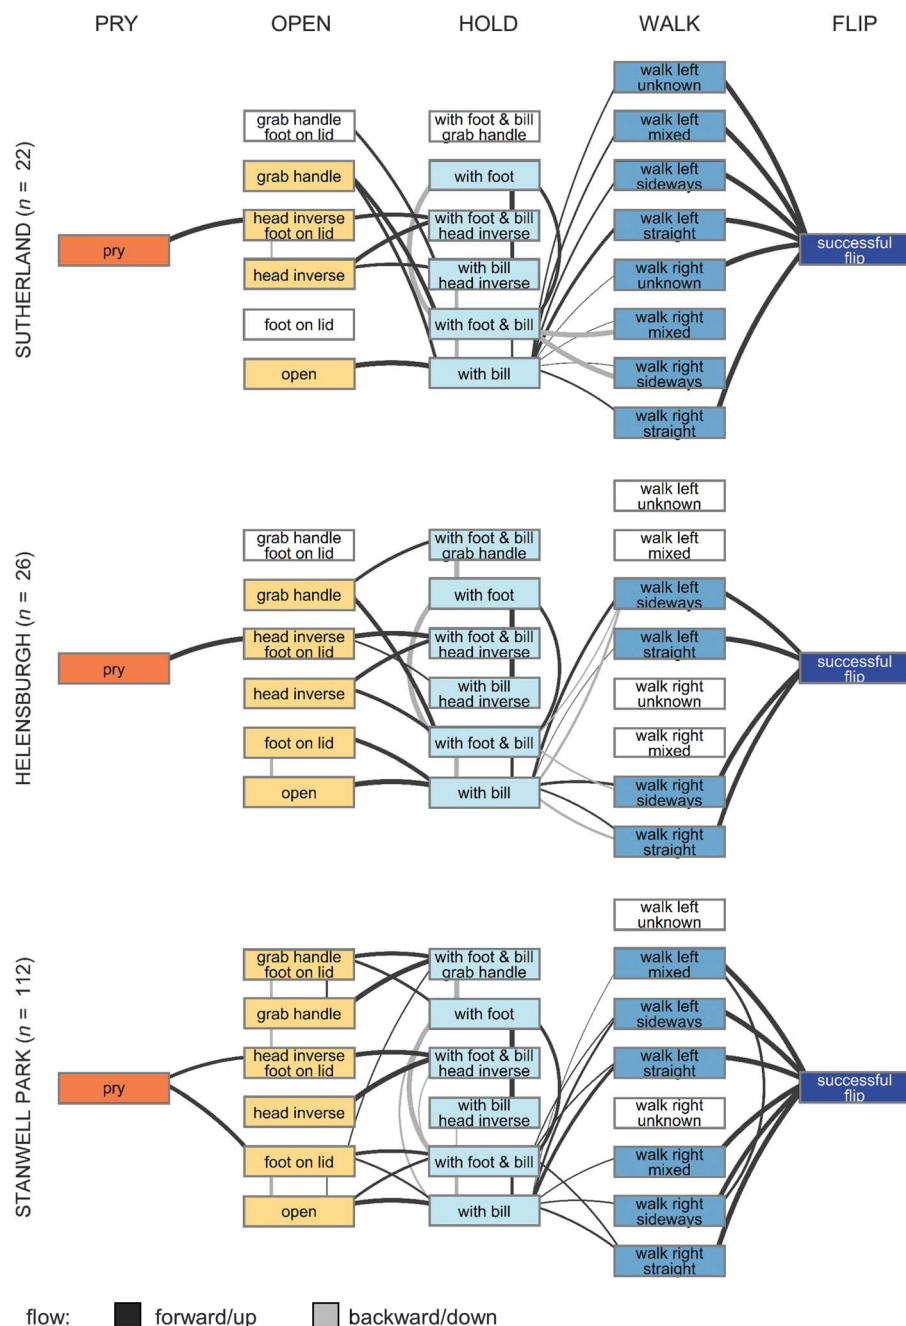 PRY OPEN HOLD WALK FLIP
SUTHERLAND (n = 22)
pry
grab handle
foot on lid
grab handle
head inverse
foot on lid
head inverse
foot on lid
open
with foot & bill
grab handle
with foot
with foot & bill
head inverse
with bill
head inverse
with foot & bill
with bill
walk left
unknown
walk left
mixed
walk left
sideways
walk left
straight
walk right
unknown
walk right
mixed
walk right
sideways
walk right
straight
successful
flip
HELENSBURGH (n = 26)
pry
grab handle
foot on lid
grab handle
head inverse
foot on lid
head inverse
foot on lid
open
with foot & bill
grab handle
with foot
with foot & bill
head inverse
with bill
head inverse
with foot & bill
with bill
walk left
unknown
walk left
mixed
walk left
sideways
walk left
straight
walk right
unknown
walk right
mixed
walk right
sideways
walk right
straight
successful
flip
STANWELL PARK (n = 112)
pry
grab handle
foot on lid
grab handle
head inverse
foot on lid
head inverse
foot on lid
open
with foot & bill
grab handle
with foot
with foot & bill
head inverse
with bill
head inverse
with foot & bill
with bill
walk left
unknown
walk left
mixed
walk left
sideways
walk left
straight
walk right
unknown
walk right
mixed
walk right
sideways
walk right
straight
successful
flip
flow: forward/up backward/down